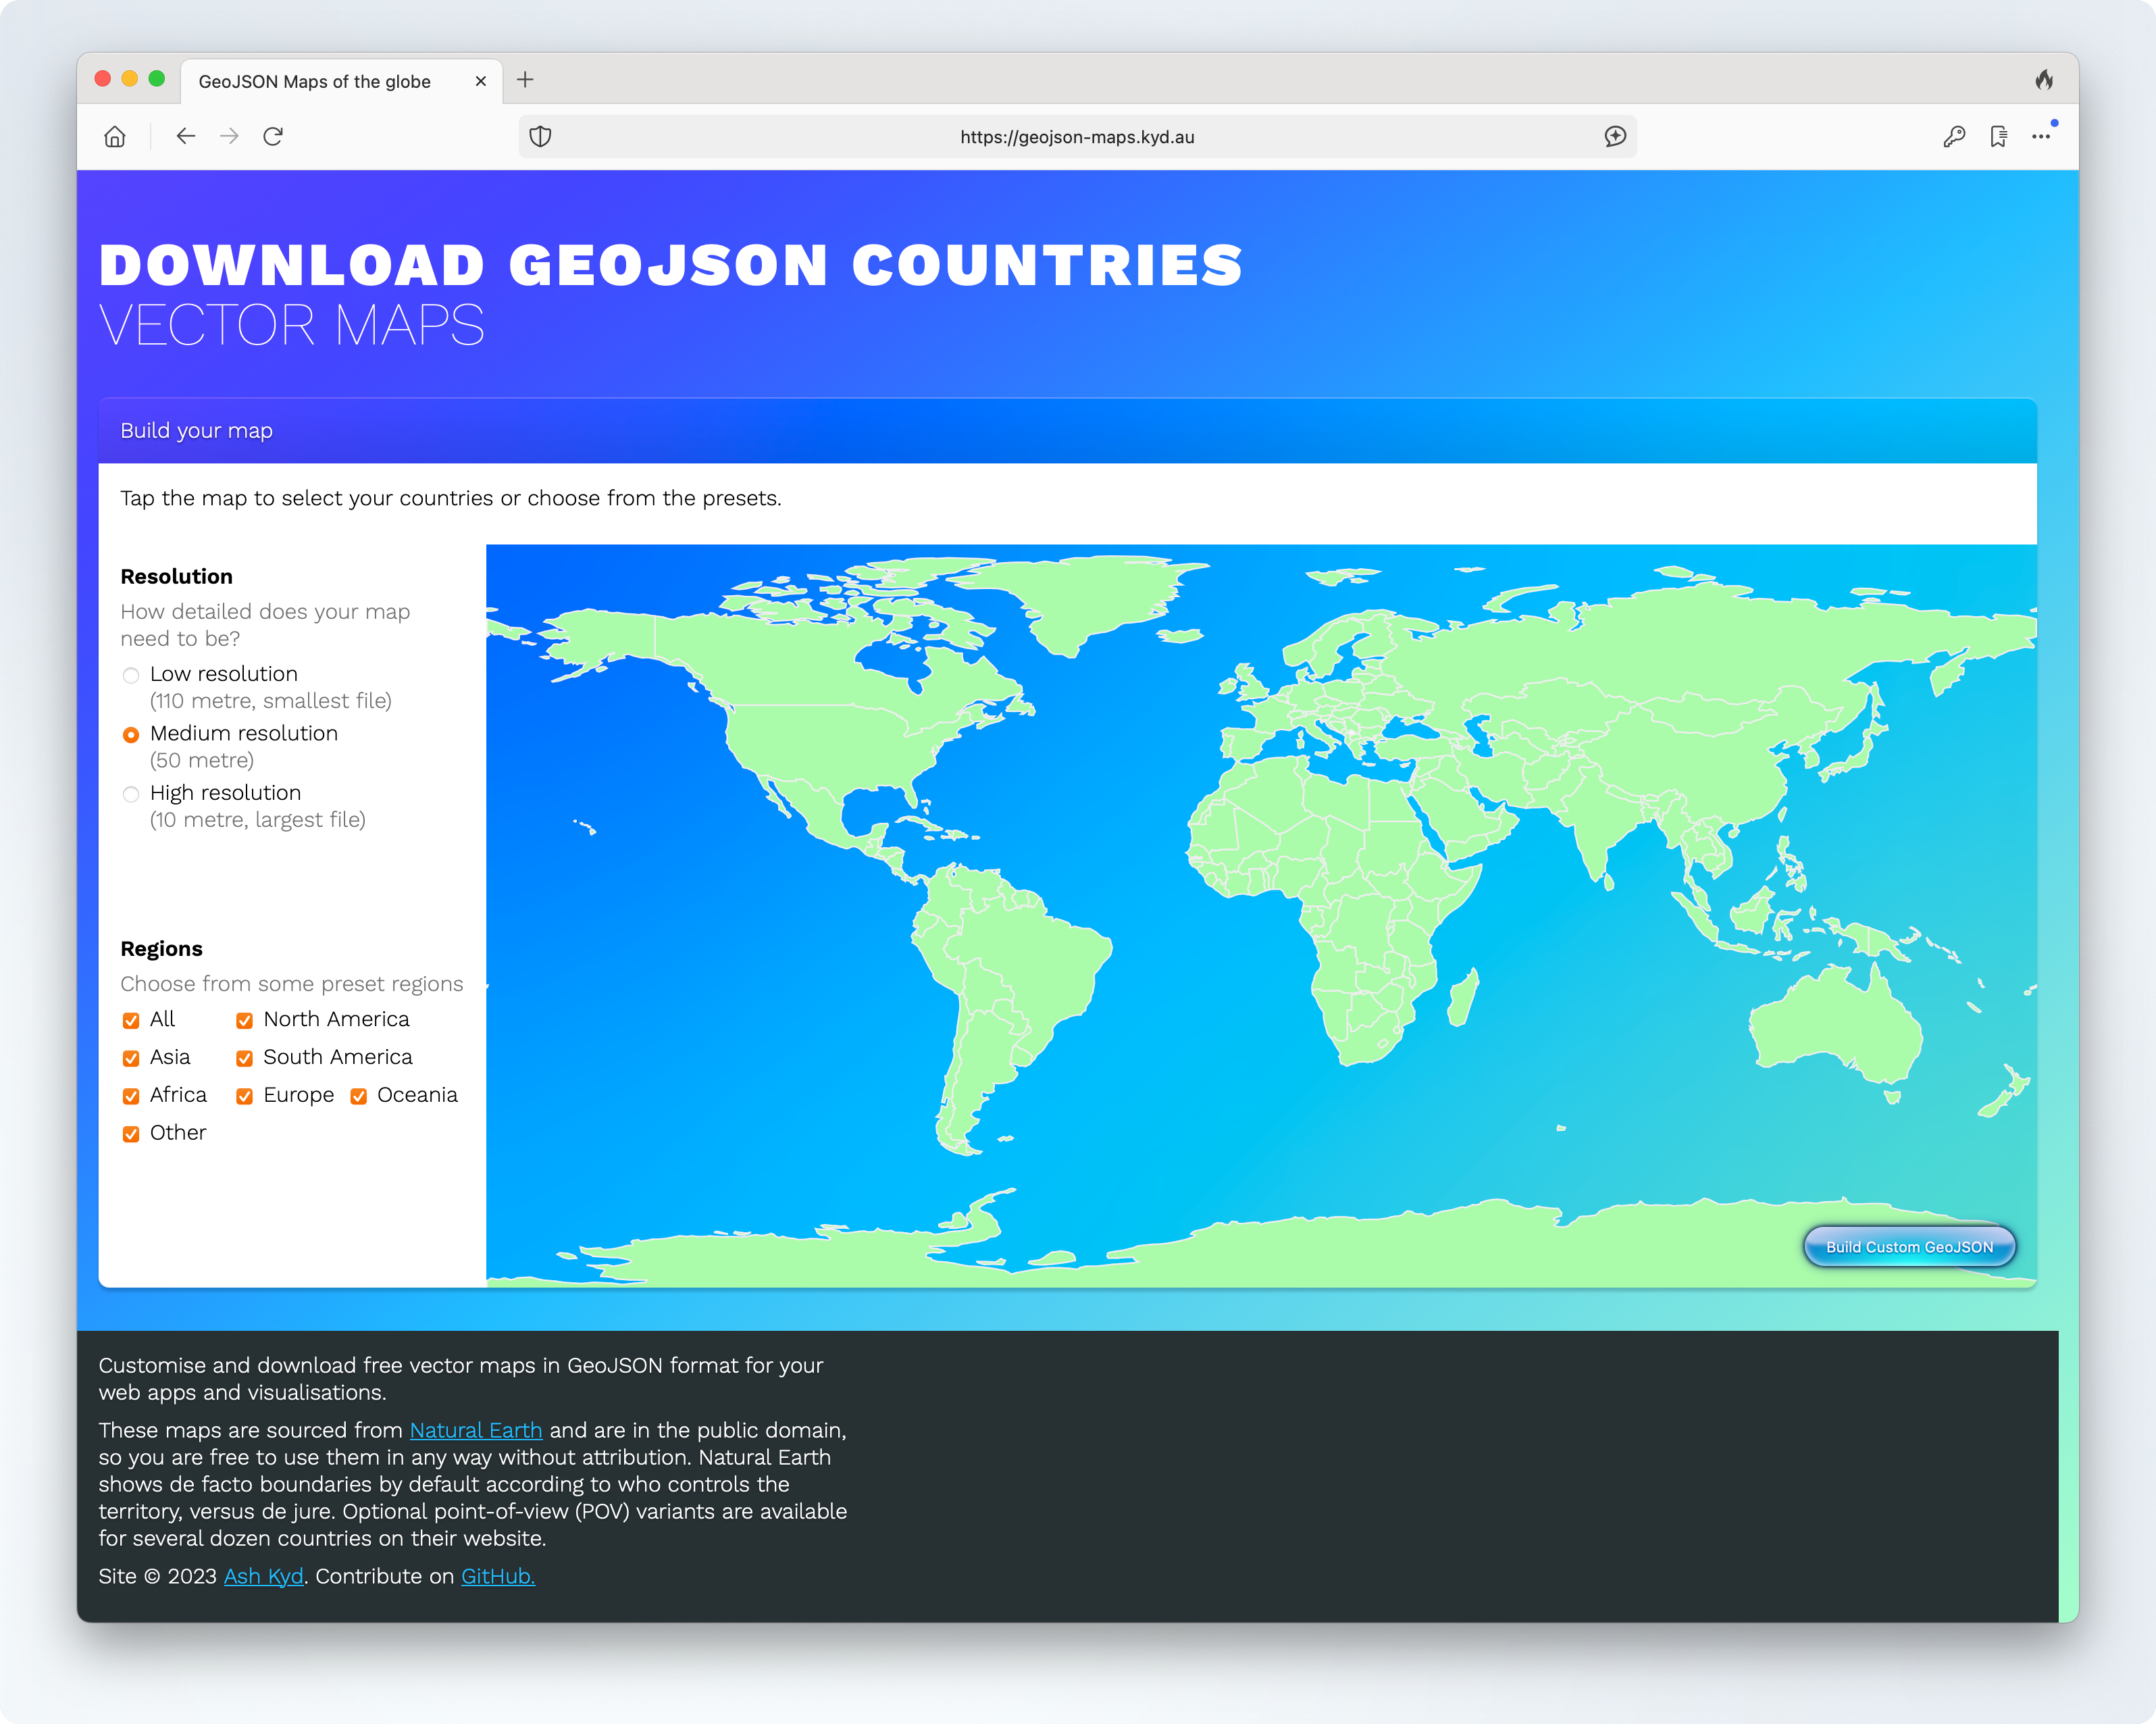 GeoJSON Maps of the globe
https://geojson-maps.kyd.au
DOWNLOAD GEOJSON COUNTRIES
VECTOR MAPS
Build your map
Tap the map to select your countries or choose from the presets.
Resolution
How detailed does your map
need to be?
Low resolution
(110 metre, smallest file)
Medium resolution
(50 metre)
High resolution
(10 metre, largest file)
Regions
Choose from some preset regions
All North America
Asia South America
Africa Europe Oceania
Other
Build Custom GeoJSON
Customise and download free vector maps in GeoJSON format for your
web apps and visualisations.
These maps are sourced from Natural Earth and are in the public domain,
so you are free to use them in any way without attribution. Natural Earth
shows de facto boundaries by default according to who controls the
territory, versus de jure. Optional point-of-view (POV) variants are available
for several dozen countries on their website.
Site © 2023 Ash Kyd. Contribute on GitHub.